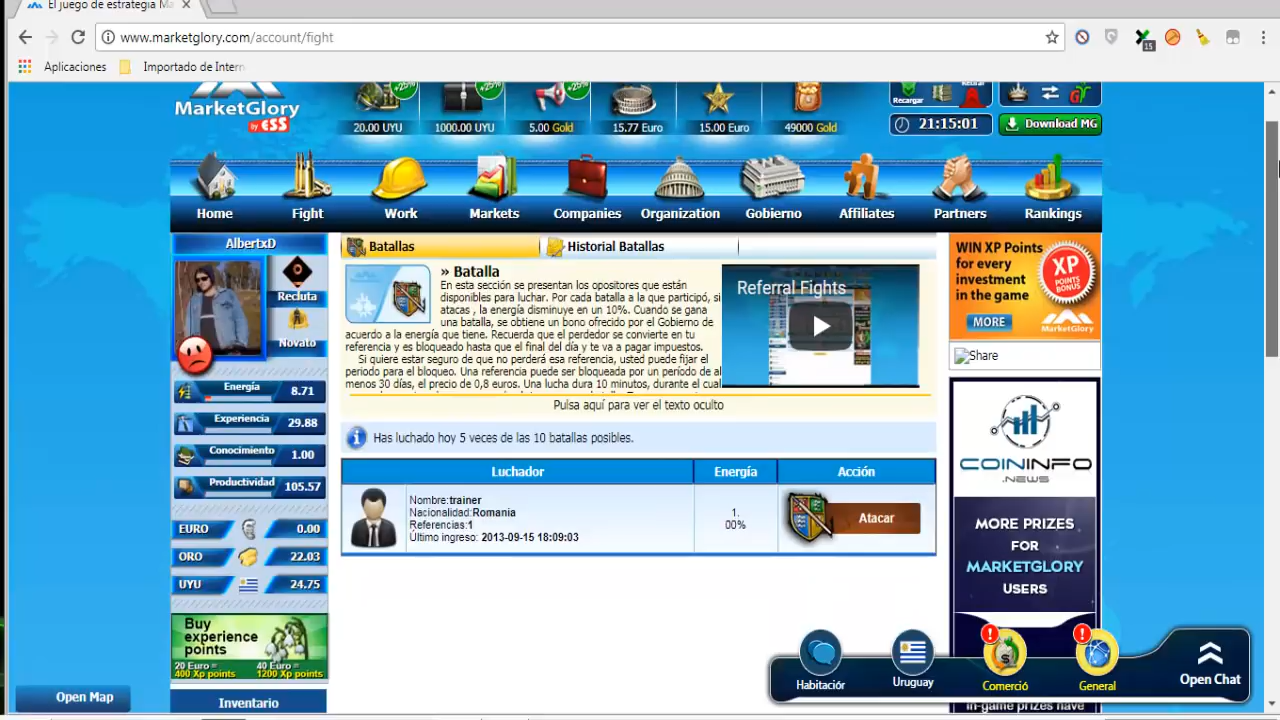 El juego de estrategia Ma
www.marketglory.com/account/fight
15
Aplicaciones
Importado de Intern
MarketGlory
by ESS
+25%
+25%
+25%
20.00 UYU
1000.00 UYU
5.00 Gold
15.77 Euro
15.00 Euro
49000 Gold
Recargar
21:15:01
Download MG
Home
Fight
Work
Markets
Companies
Organization
Gobierno
Affiliates
Partners
Rankings
AlbertxD
Recluta
Novato
Energía
8.71
Experiencia
29.88
Conocimiento
1.00
Productividad
105.57
EURO
0.00
ORO
22.03
UYU
24.75
Buy
experience
points
20 Euro =
400 Xp points
40 Euro =
1200 Xp points
Inventario
Open Map
Batallas
Historial Batallas
» Batalla
En esta sección se presentan los opositores que están
disponibles para luchar. Por cada batalla a la que participó, si
atacas , la energía disminuye en un 10%. Cuando se gana
una batalla, se obtiene un bono ofrecido por el Gobierno de
acuerdo a la energía que tiene. Recuerda que el perdedor se convierte en tu
referencia y es bloqueado hasta que el final del día y te va a pagar impuestos.
Si quiere estar seguro de que no perderá esa referencia, usted puede fijar el
período para el bloqueo. Una referencia puede ser bloqueada por un período de al
menos 30 días, el precio de 0,8 euros. Una lucha dura 10 minutos, durante el cual
Referral Fights
Pulsa aquí para ver el texto oculto
Has luchado hoy 5 veces de las 10 batallas posibles.
Luchador
Energía
Acción
Nombre:trainer
Nacionalidad:Romania
Referencias:1
Último ingreso: 2013-09-15 18:09:03
1.
00%
Atacar
WIN XP Points
for every
investment
in the game
XP
POINTS
BONUS
MORE
MarketGlory
Share
COININFO
.NEWS
MORE PRIZES
FOR
MARKETGLORY
USERS
in-game prizes have
Habitaciór
Uruguay
Comerció
General
Open Chat